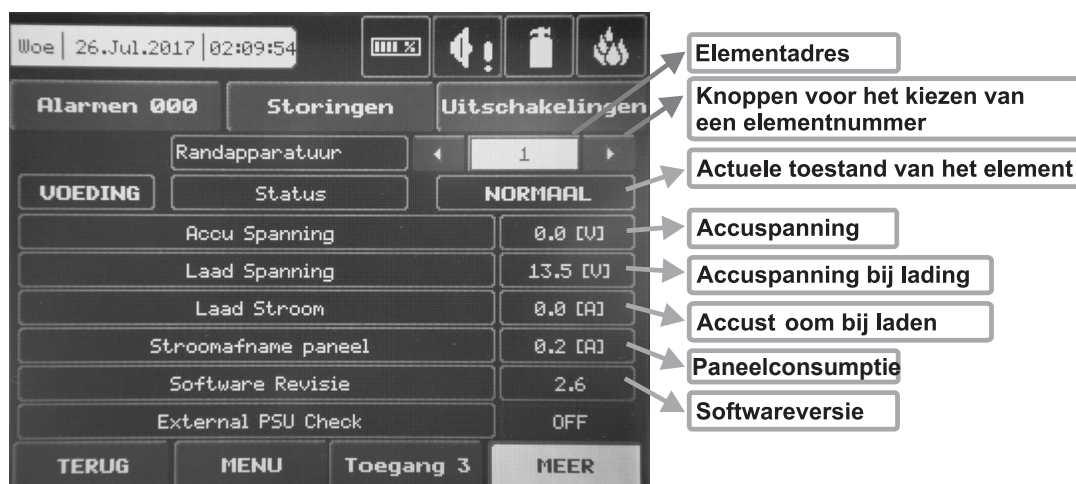 Woe 26.Jul.2017 02:09:54
%
!
Alarmen 000 Storingen Uitschakelingen
Randapparatuur 1
VOEDING Status NORMAAL
Accu Spanning 0.0 [V]
Laad Spanning 13.5 [V]
Laad Stroom 0.0 [A]
Stroomafname paneel 0.2 [A]
Software Revisie 2.6
External PSU Check OFF
TERUG MENU Toegang 3 MEER
Elementadres
Knoppen voor het kiezen van
een elementnummer
Actuele toestand van het element
Accuspanning
Accuspanning bij lading
Accust oom bij laden
Paneelconsumptie
Softwareversie